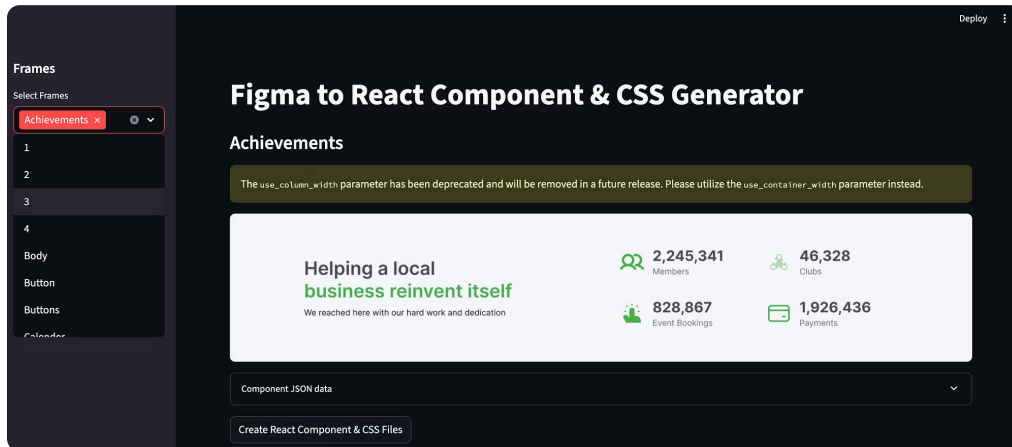 Deploy
Frames
Select Frames
Achievements ×
1
2
3
4
Body
Button
Buttons
Calender
Figma to React Component & CSS Generator
Achievements
The use_column_width parameter has been deprecated and will be removed in a future release. Please utilize the use_container_width parameter instead.
Helping a local
business reinvent itself
We reached here with our hard work and dedication
2,245,341
Members
46,328
Clubs
828,867
Event Bookings
1,926,436
Payments
Component JSON data
Create React Component & CSS Files